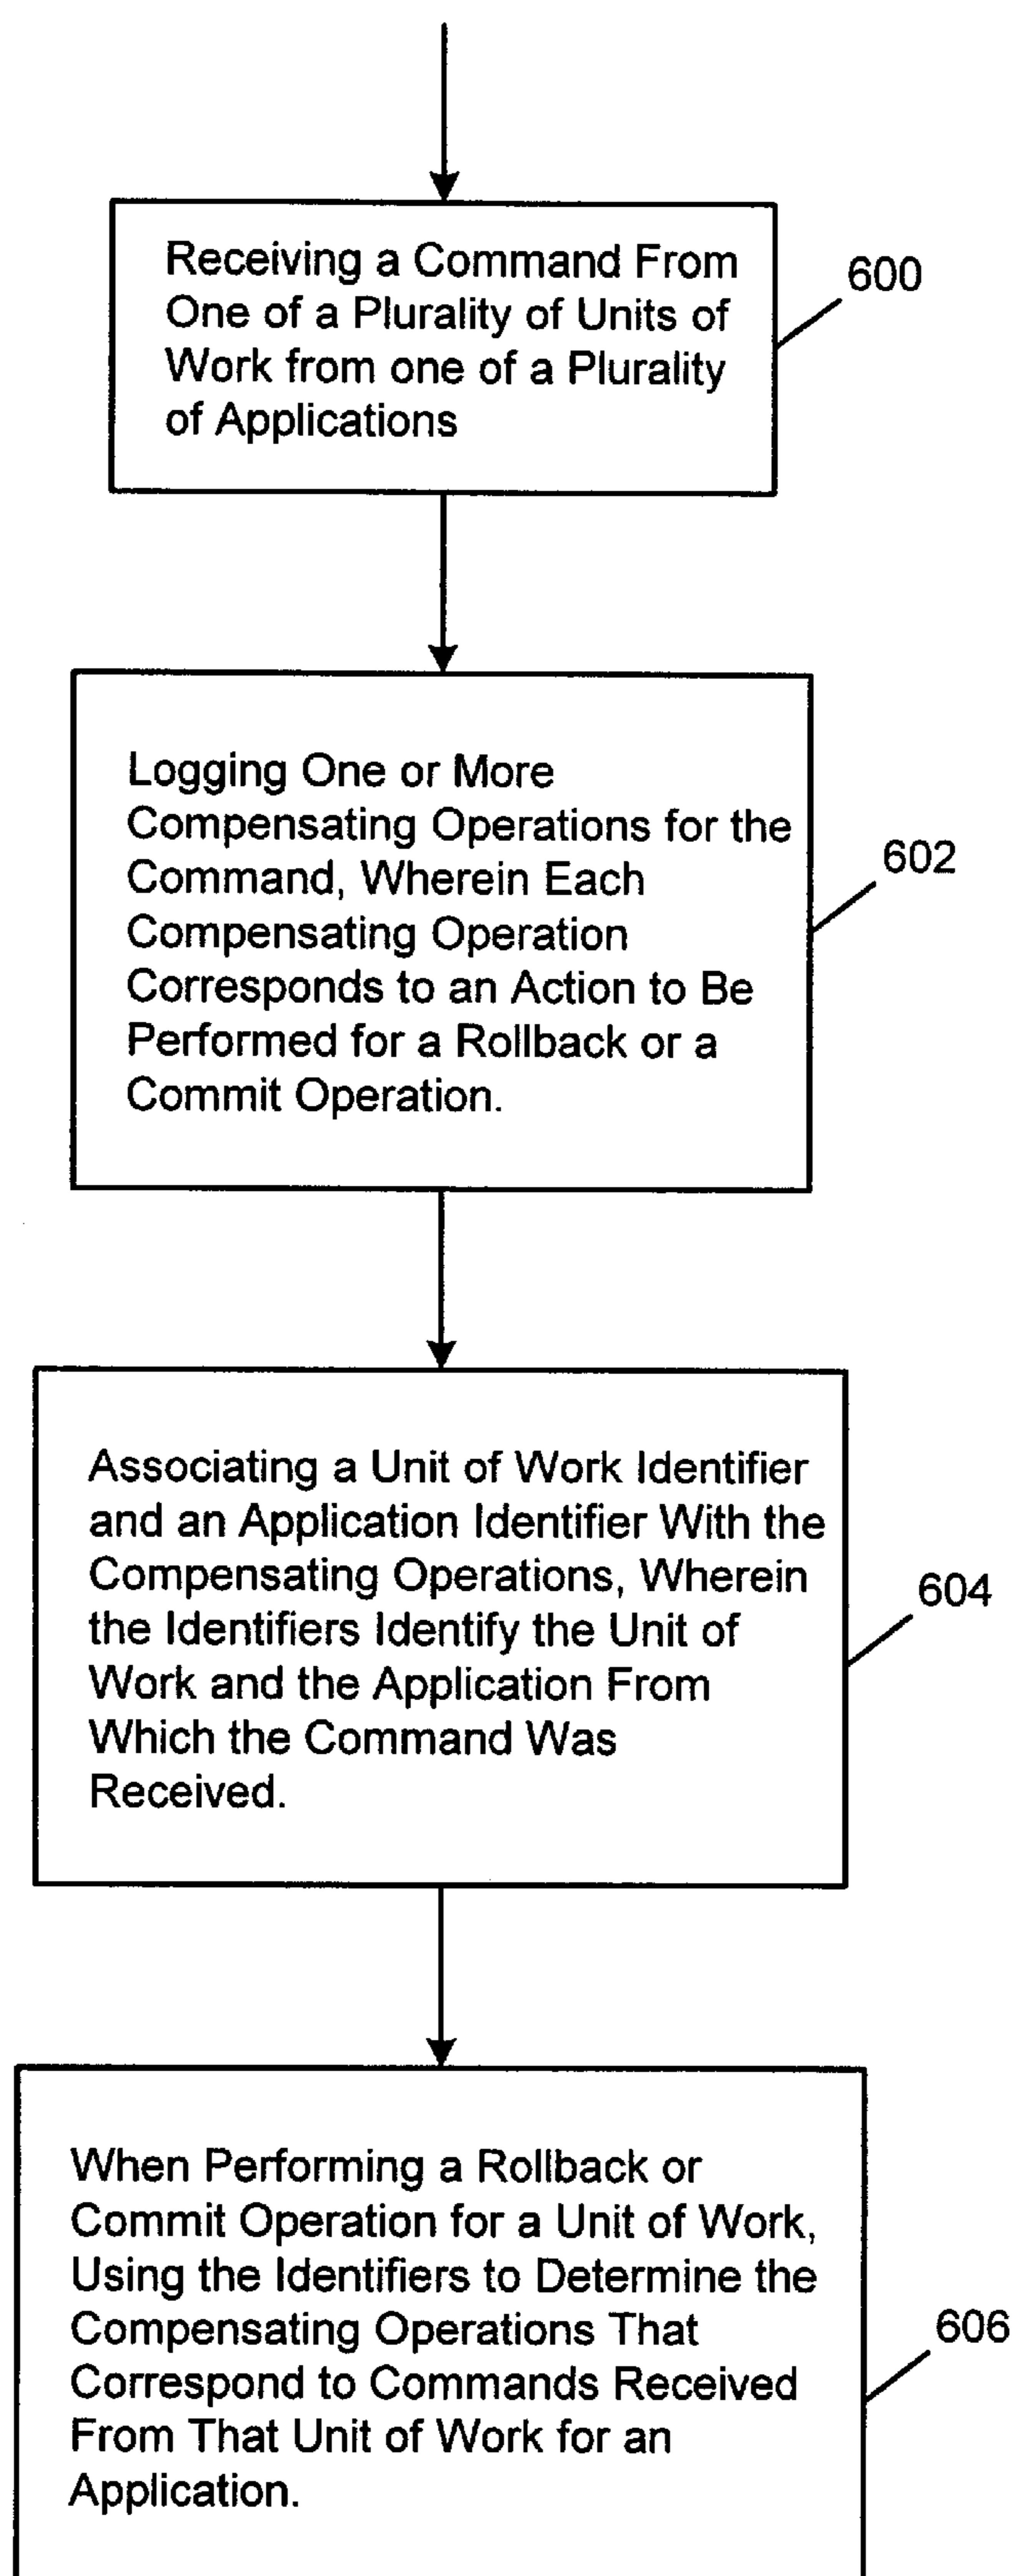 Receiving a Command From
One of a Plurality of Units of
Work from one of a Plurality
of Applications
600
Logging One or More
Compensating Operations for the
Command, Wherein Each
Compensating Operation
Corresponds to an Action to Be
Performed for a Rollback or a
Commit Operation.
602
Associating a Unit of Work Identifier
and an Application Identifier With the
Compensating Operations, Wherein
the Identifiers Identify the Unit of
Work and the Application From
Which the Command Was
Received.
604
When Performing a Rollback or
Commit Operation for a Unit of Work,
Using the Identifiers to Determine the
Compensating Operations That
Correspond to Commands Received
From That Unit of Work for an
Application.
606